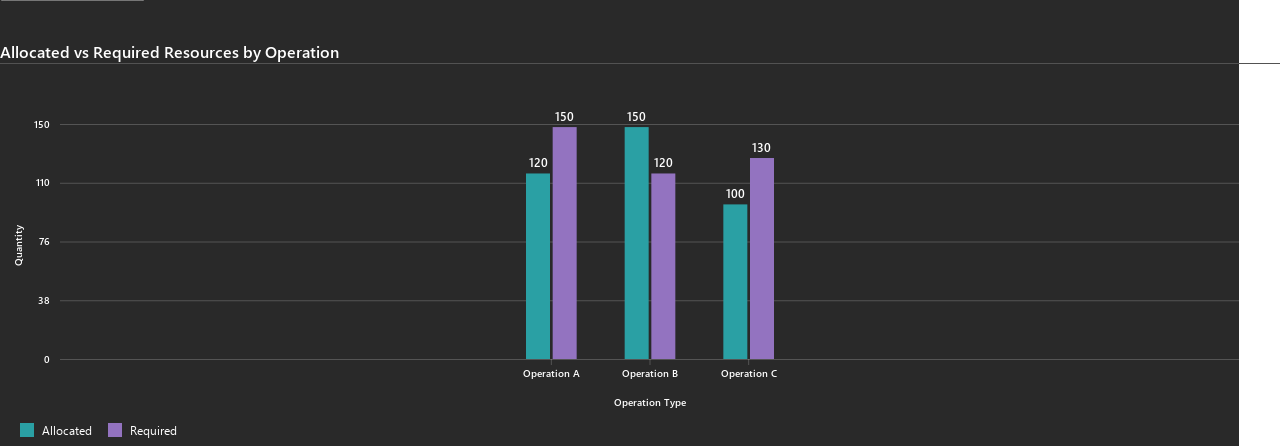 Allocated vs Required Resources by Operation
150
110
76
38
0
Quantity
120
150
150
120
100
130
Operation A
Operation B
Operation C
Operation Type
Allocated
Required